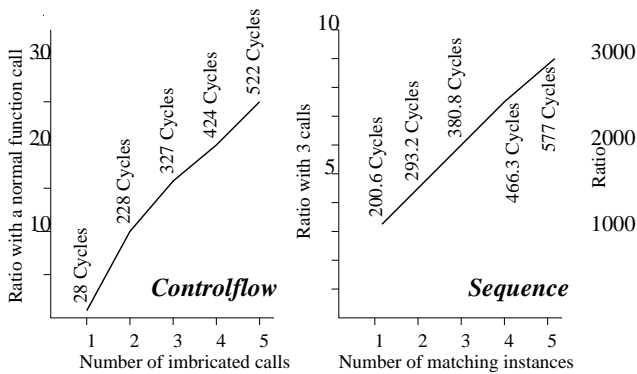 Ratio with a normal function call
30
20
10
28 Cycles
228 Cycles
327 Cycles
424 Cycles
522 Cycles
Controlflow
1 2 3 4 5
Number of imbricated calls
Ratio with 3 calls
10
5
200.6 Cycles
293.2 Cycles
380.8 Cycles
466.3 Cycles
577 Cycles
Sequence
1 2 3 4 5
Number of matching instances
Ratio
3000
2000
1000